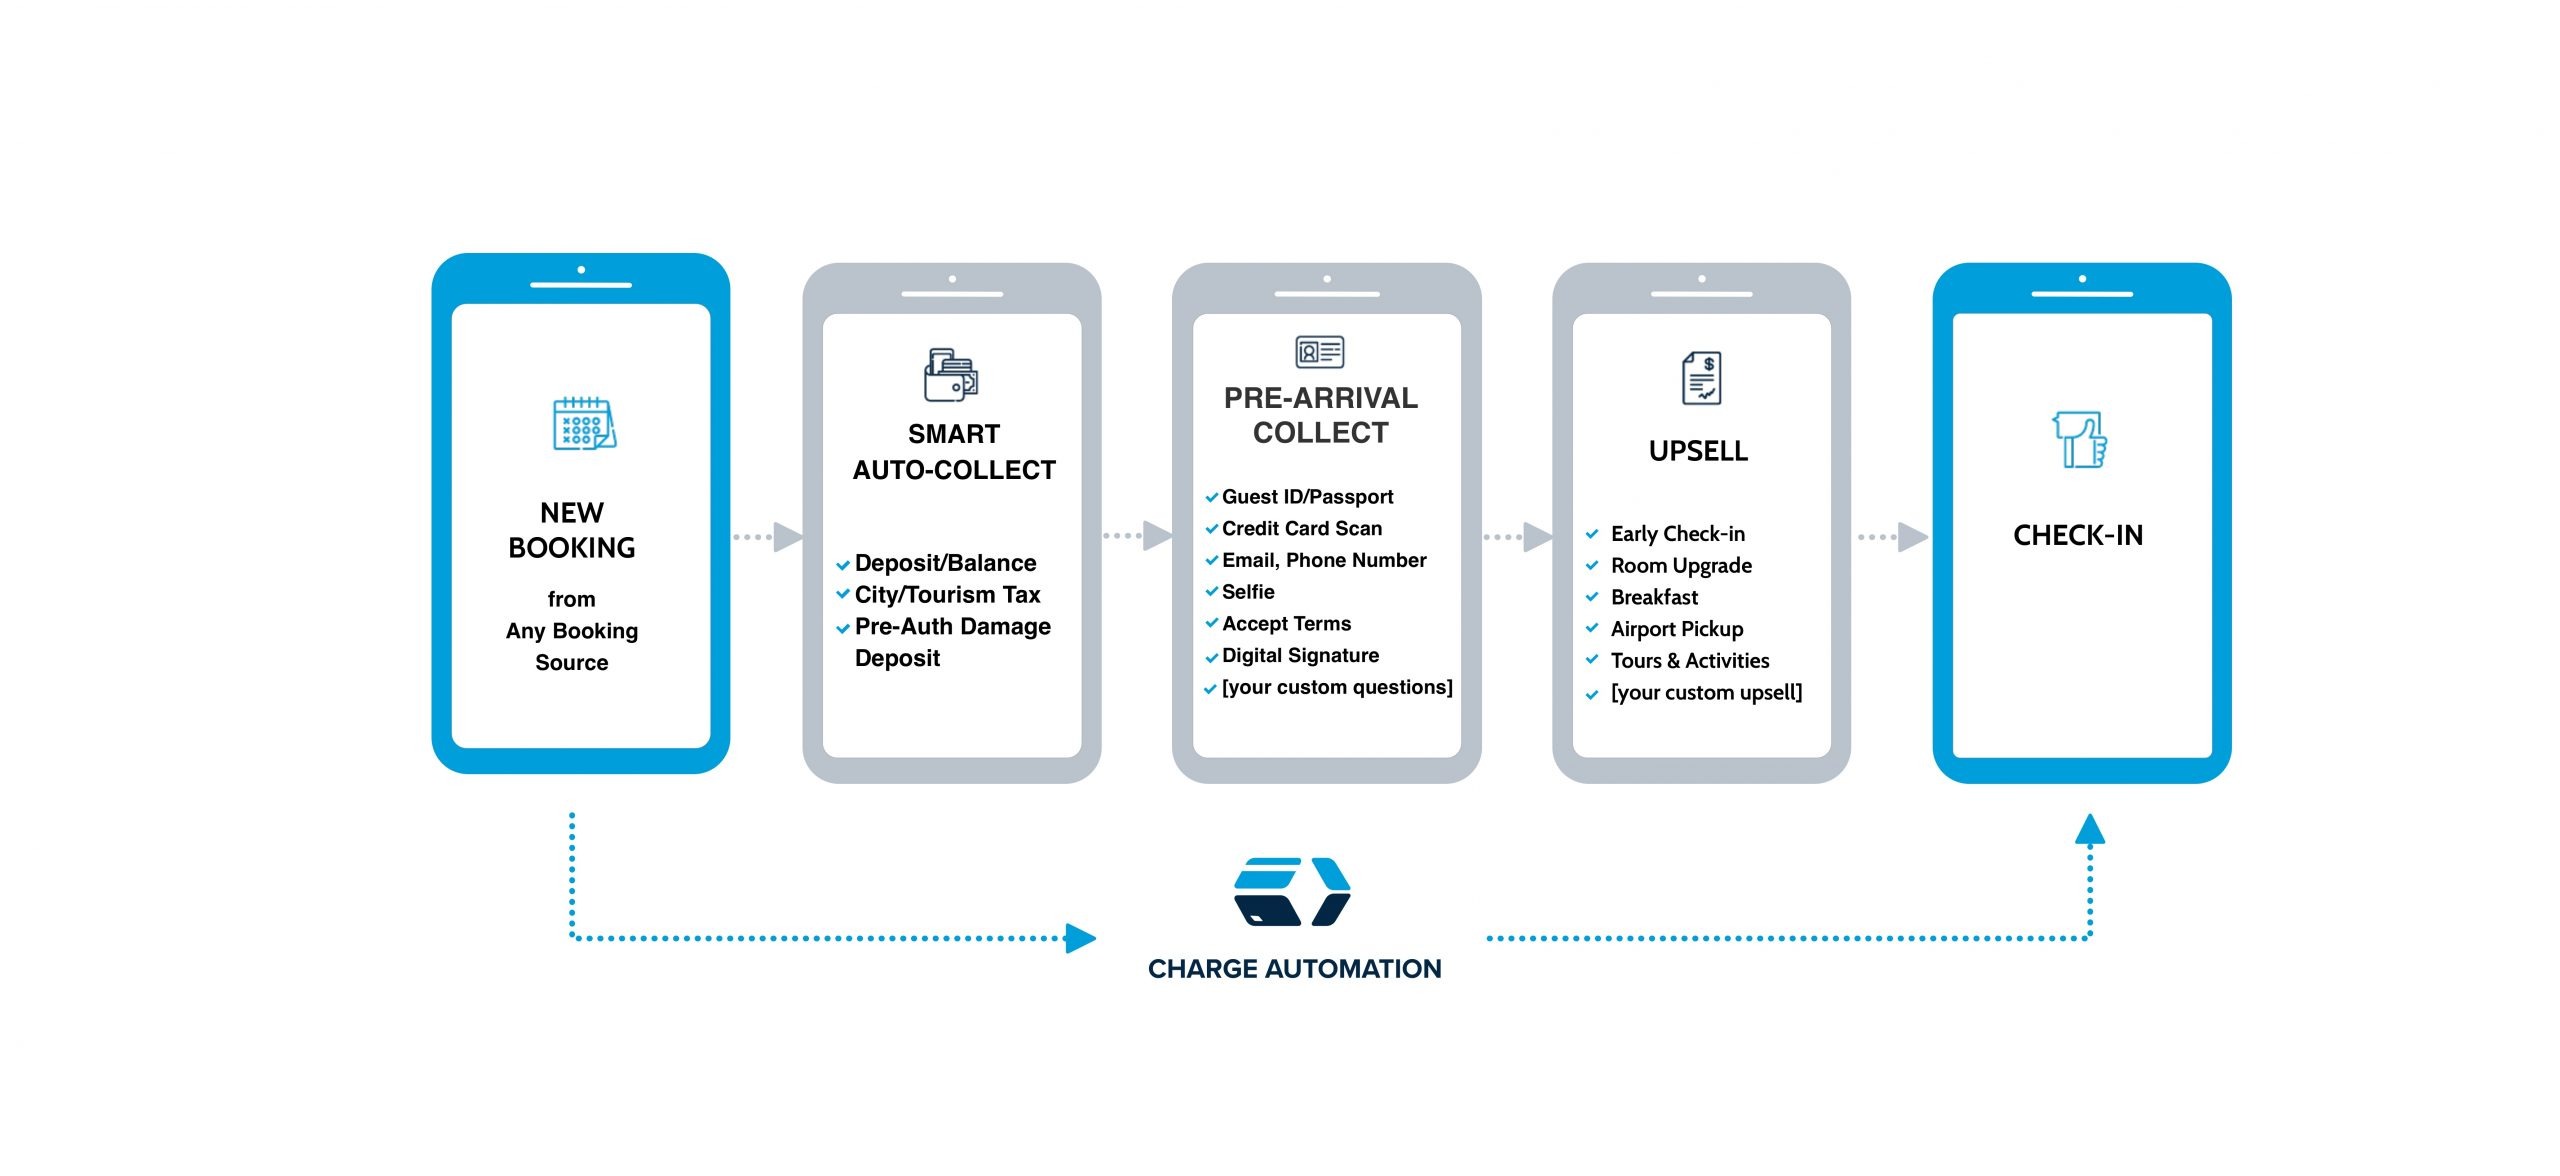 NEW
BOOKING
from
Any Booking
Source
SMART
AUTO-COLLECT
Deposit/Balance
City/Tourism Tax
Pre-Auth Damage
Deposit
PRE-ARRIVAL
COLLECT
Guest ID/Passport
Credit Card Scan
Email, Phone Number
Selfie
Accept Terms
Digital Signature
[your custom questions]
UPSELL
Early Check-in
Room Upgrade
Breakfast
Airport Pickup
Tours & Activities
[your custom upsell]
CHECK-IN
CHARGE AUTOMATION